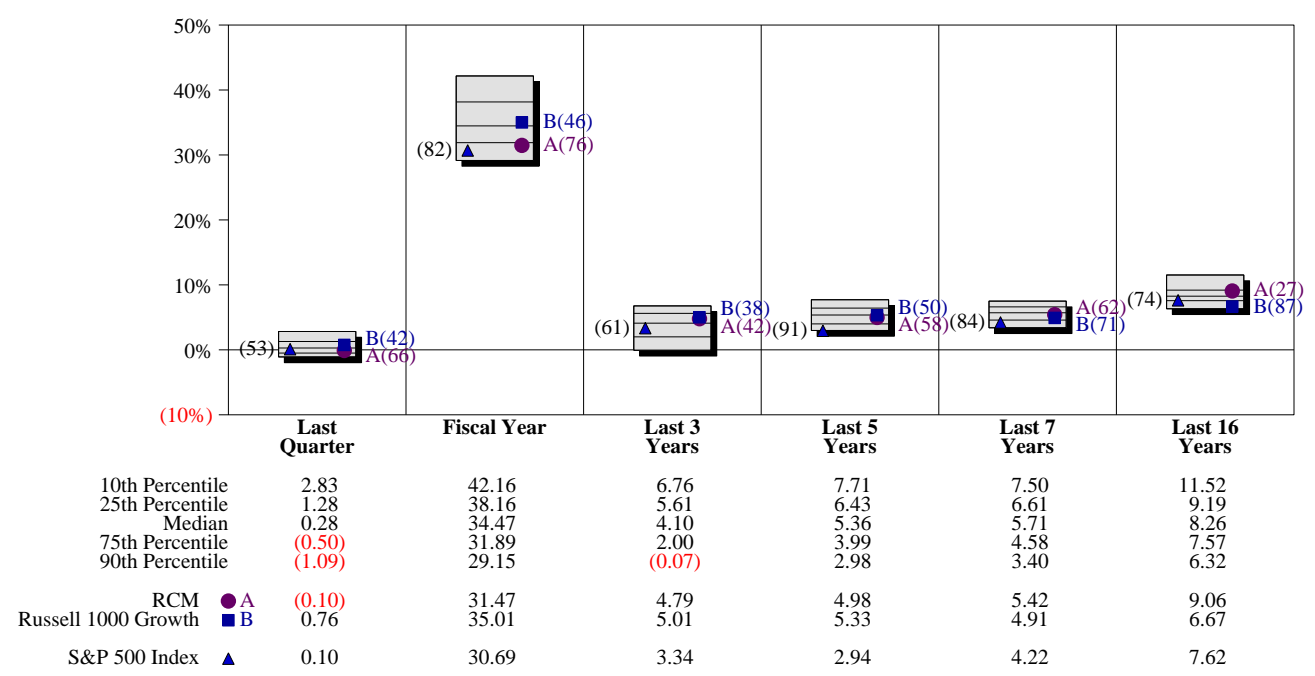 50%
40%
30%
20%
10%
0%
(10%)
(53)
B(42)
A(66)
(82)
B(46)
A(76)
(61)
B(38)
A(42)
(91)
B(50)
A(58)
(84)
A(62)
B(71)
(74)
A(27)
B(87)
Last Quarter
Fiscal Year
Last 3 Years
Last 5 Years
Last 7 Years
Last 16 Years
10th Percentile 2.83 42.16 6.76 7.71 7.50 11.52
25th Percentile 1.28 38.16 5.61 6.43 6.61 9.19
Median 0.28 34.47 4.10 5.36 5.71 8.26
75th Percentile (0.50) 31.89 2.00 3.99 4.58 7.57
90th Percentile (1.09) 29.15 (0.07) 2.98 3.40 6.32
RCM A (0.10) 31.47 4.79 4.98 5.42 9.06
Russell 1000 Growth B 0.76 35.01 5.01 5.33 4.91 6.67
S&P 500 Index 0.10 30.69 3.34 2.94 4.22 7.62